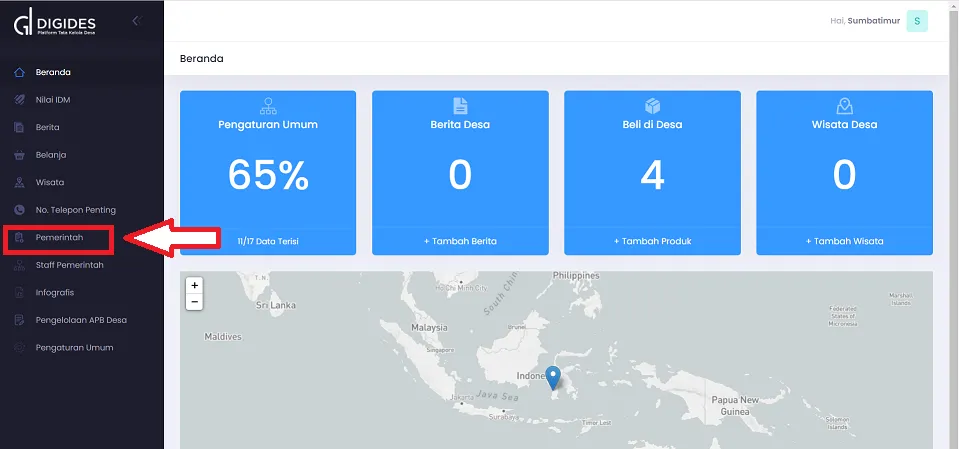 DIGIDES
Platform Tata Kelola Desa
Hai, Sumbatimur
S
Beranda
Beranda
Nilai IDM
Berita
Belanja
Wisata
No. Telepon Penting
Pemerintah
Staff Pemerintah
Infografis
Pengelolaan APB Desa
Pengaturan Umum
Pengaturan Umum
65%
11/17 Data Terisi
Berita Desa
0
+ Tambah Berita
Beli di Desa
4
+ Tambah Produk
Wisata Desa
0
+ Tambah Wisata
+
−
T.N.
Sri Lanka
Maldives
Ho Chi Minh City
South China
Philippines
Malaysia
Brunei
Singapore
Indone
Jakarta
Java Sea
Surabaya
Timor Lest
Papua New
Guinea
Solomon
Islands
Federated
States of
Micronesia
Marshall
Islands